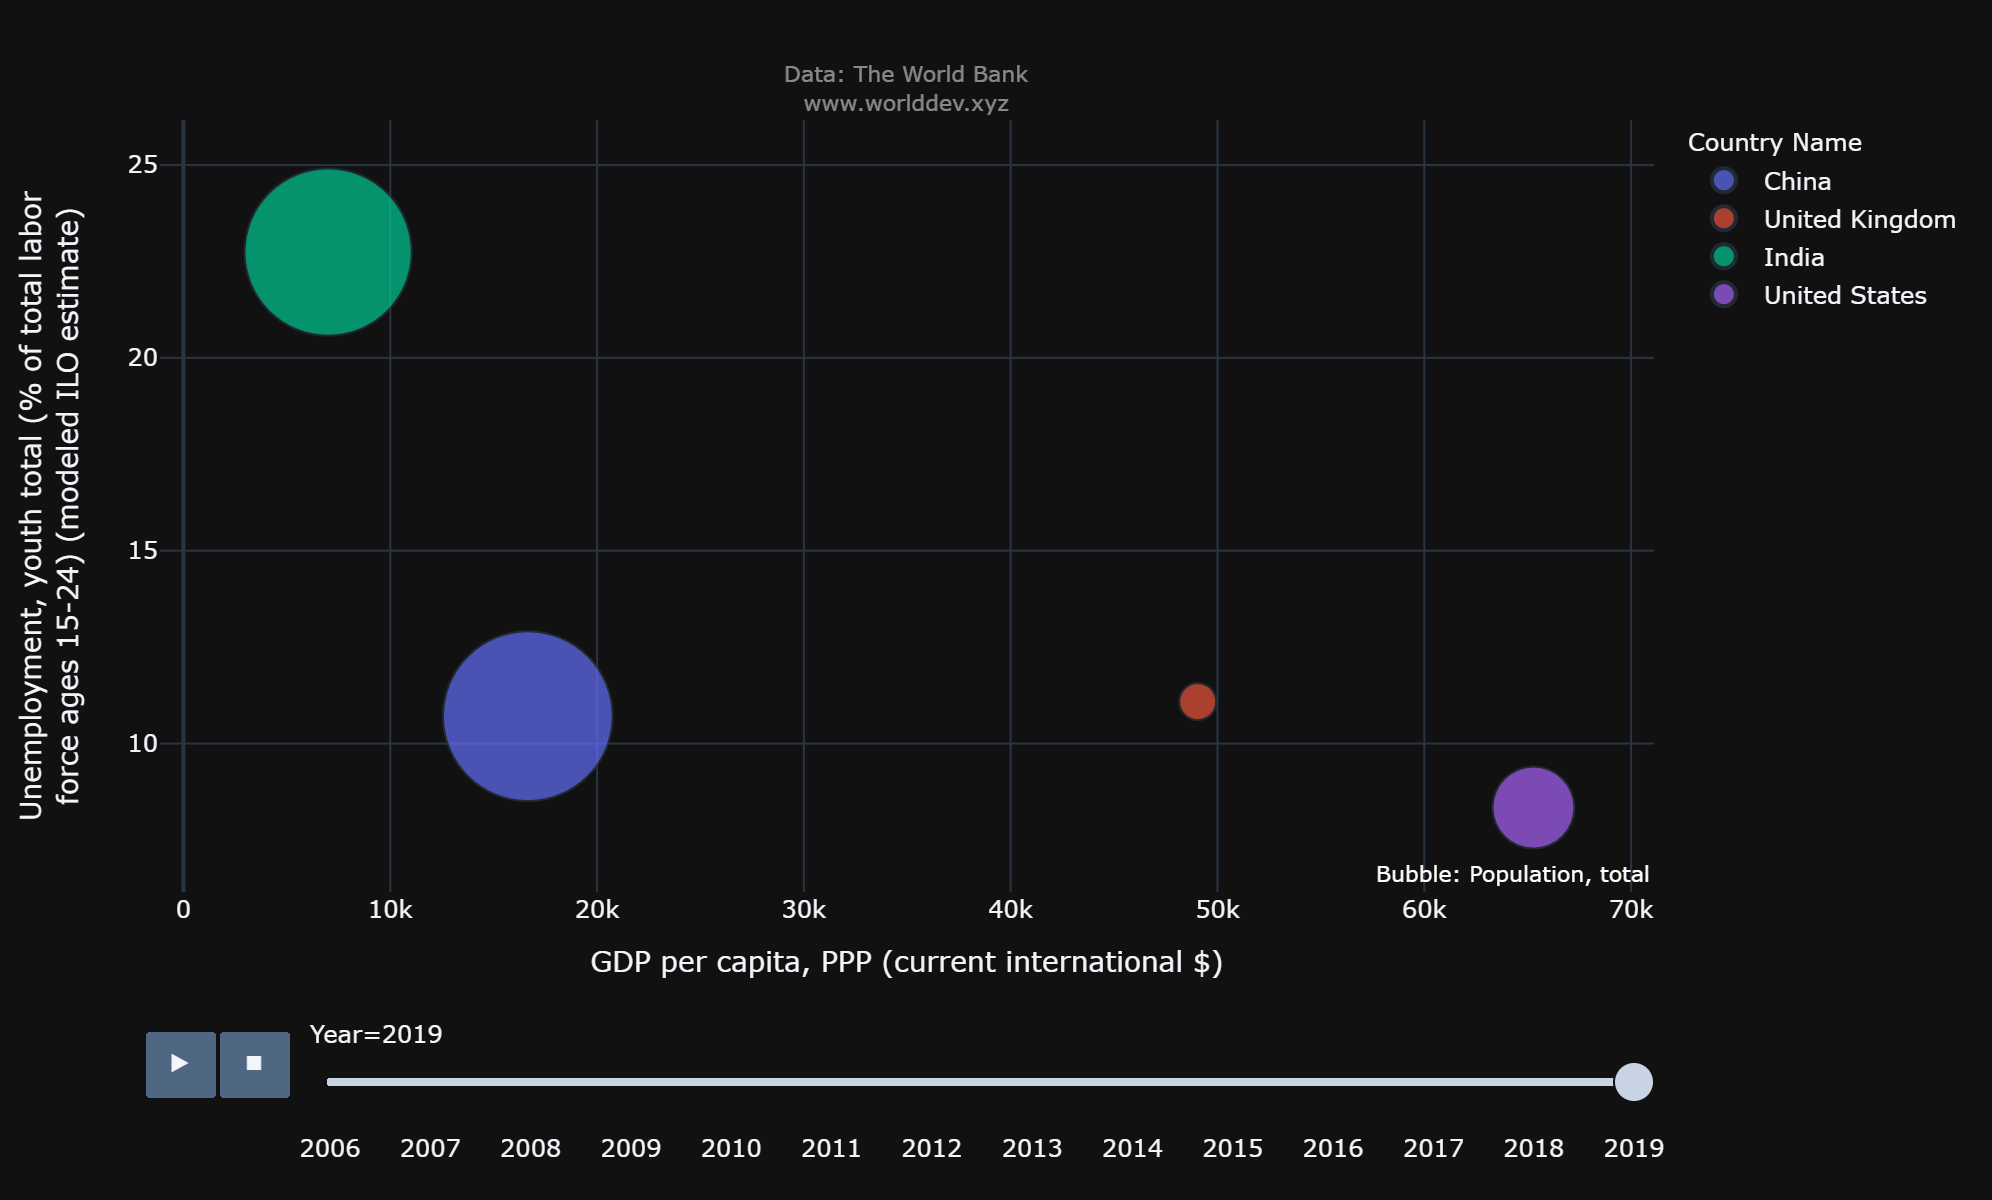 Data: The World Bank
www.worlddev.xyz
Unemployment, youth total (% of total labor
force ages 15-24) (modeled ILO estimate)
25
20
15
10
0 10k 20k 30k 40k 50k 60k 70k
Bubble: Population, total
GDP per capita, PPP (current international $)
Country Name
China
United Kingdom
India
United States
Year=2019
2006 2007 2008 2009 2010 2011 2012 2013 2014 2015 2016 2017 2018 2019